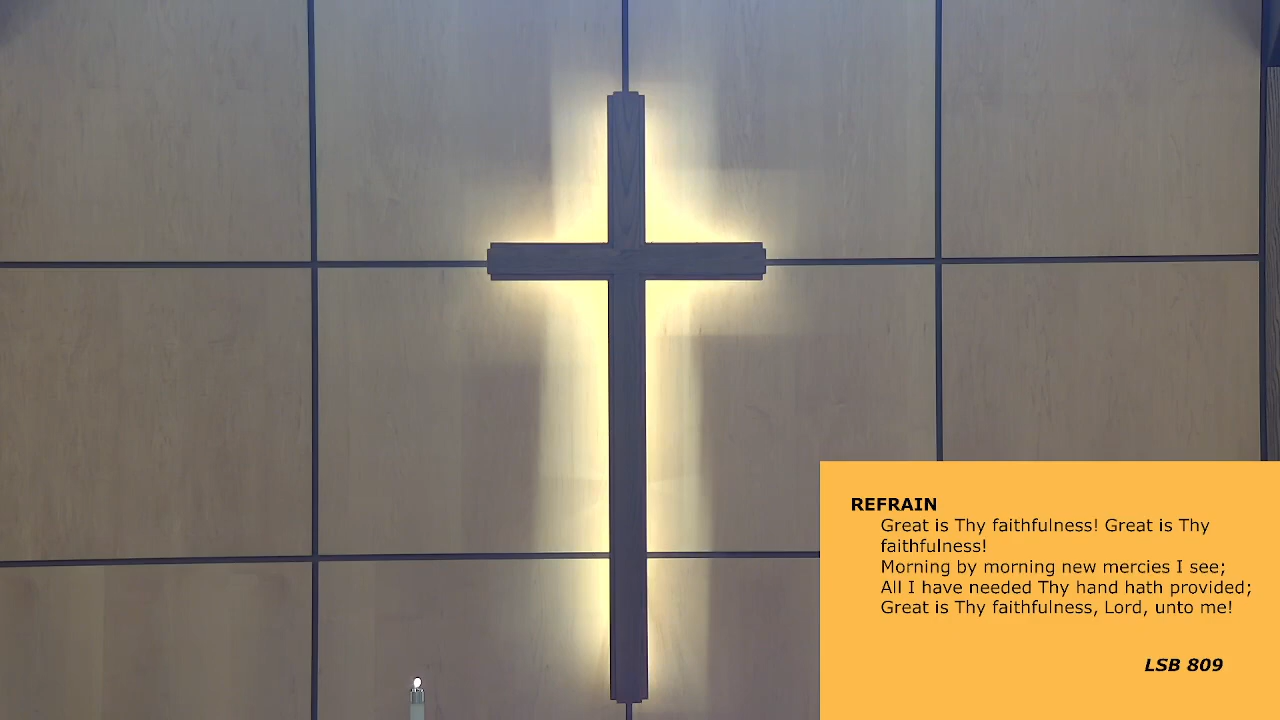 REFRAIN
Great is Thy faithfulness! Great is Thy
faithfulness!
Morning by morning new mercies I see;
All I have needed Thy hand hath provided;
Great is Thy faithfulness, Lord, unto me!
LSB 809